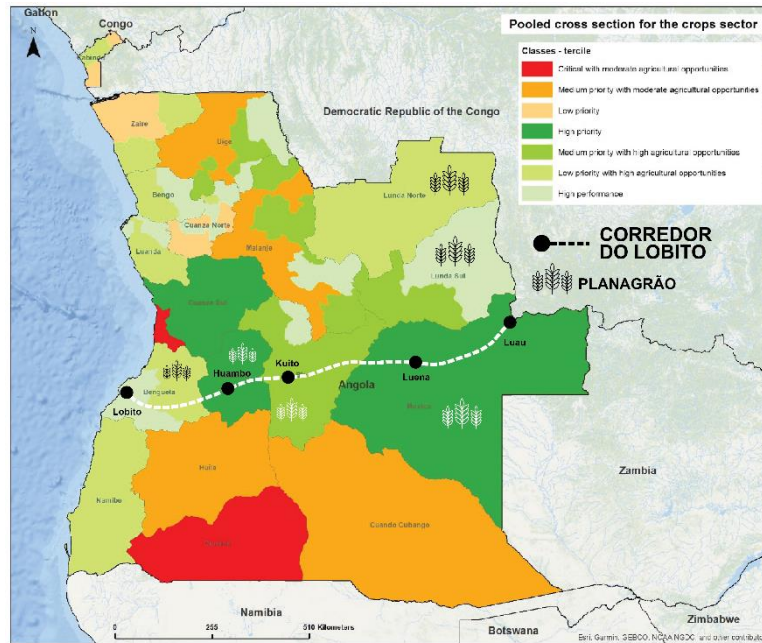 Pooled cross section for the crops sector
Classes - tercile
Critical with moderate agricultural opportunities
Medium priority with moderate agricultural opportunities
Low priority
High priority
Medium priority with high agricultural opportunities
Low priority with high agricultural opportunities
High performance
CORREDOR
DO LOBITO
PLANAGRÃO
Gabon
Congo
N
Democratic Republic of the Congo
Zaire
Uige
Bengo
Lunda Norte
Cuanza Norte
Luanda
Malanje
Lunda Sul
Cuanza Sul
Luau
Kuito
Huambo
Luena
Angola
Lobito
Benguela
Moxico
Zambia
Huila
Namibe
Cuando Cubango
Namibia
Botswana
Zimbabwe
0 255 510 Kilometers
Esri, Garmin, GEBCO, NOAA NGDC, and other contributors